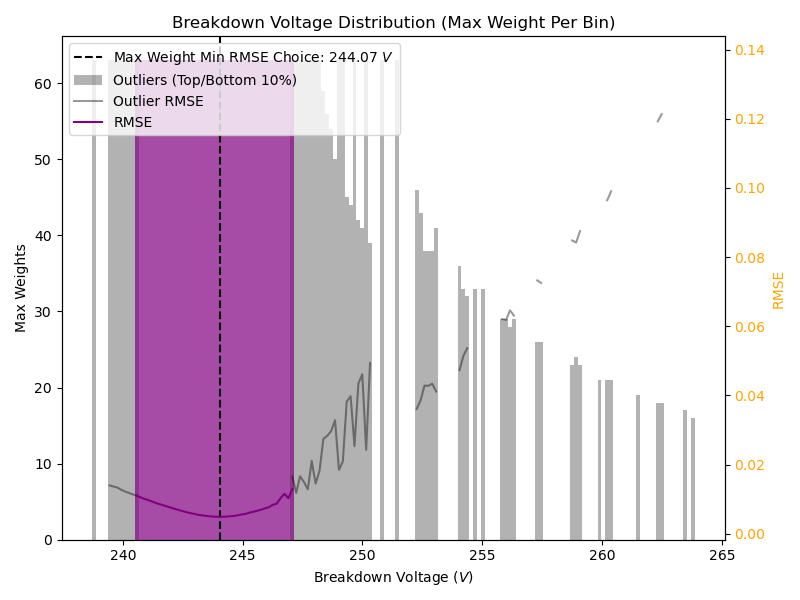 Breakdown Voltage Distribution (Max Weight Per Bin)
Max Weight Min RMSE Choice: 244.07 V
Outliers (Top/Bottom 10%)
Outlier RMSE
RMSE
Max Weights
60
50
40
30
20
10
0
0.14
0.12
0.10
0.08
0.06
0.04
0.02
0.00
RMSE
240
245
250
255
260
265
Breakdown Voltage (V)